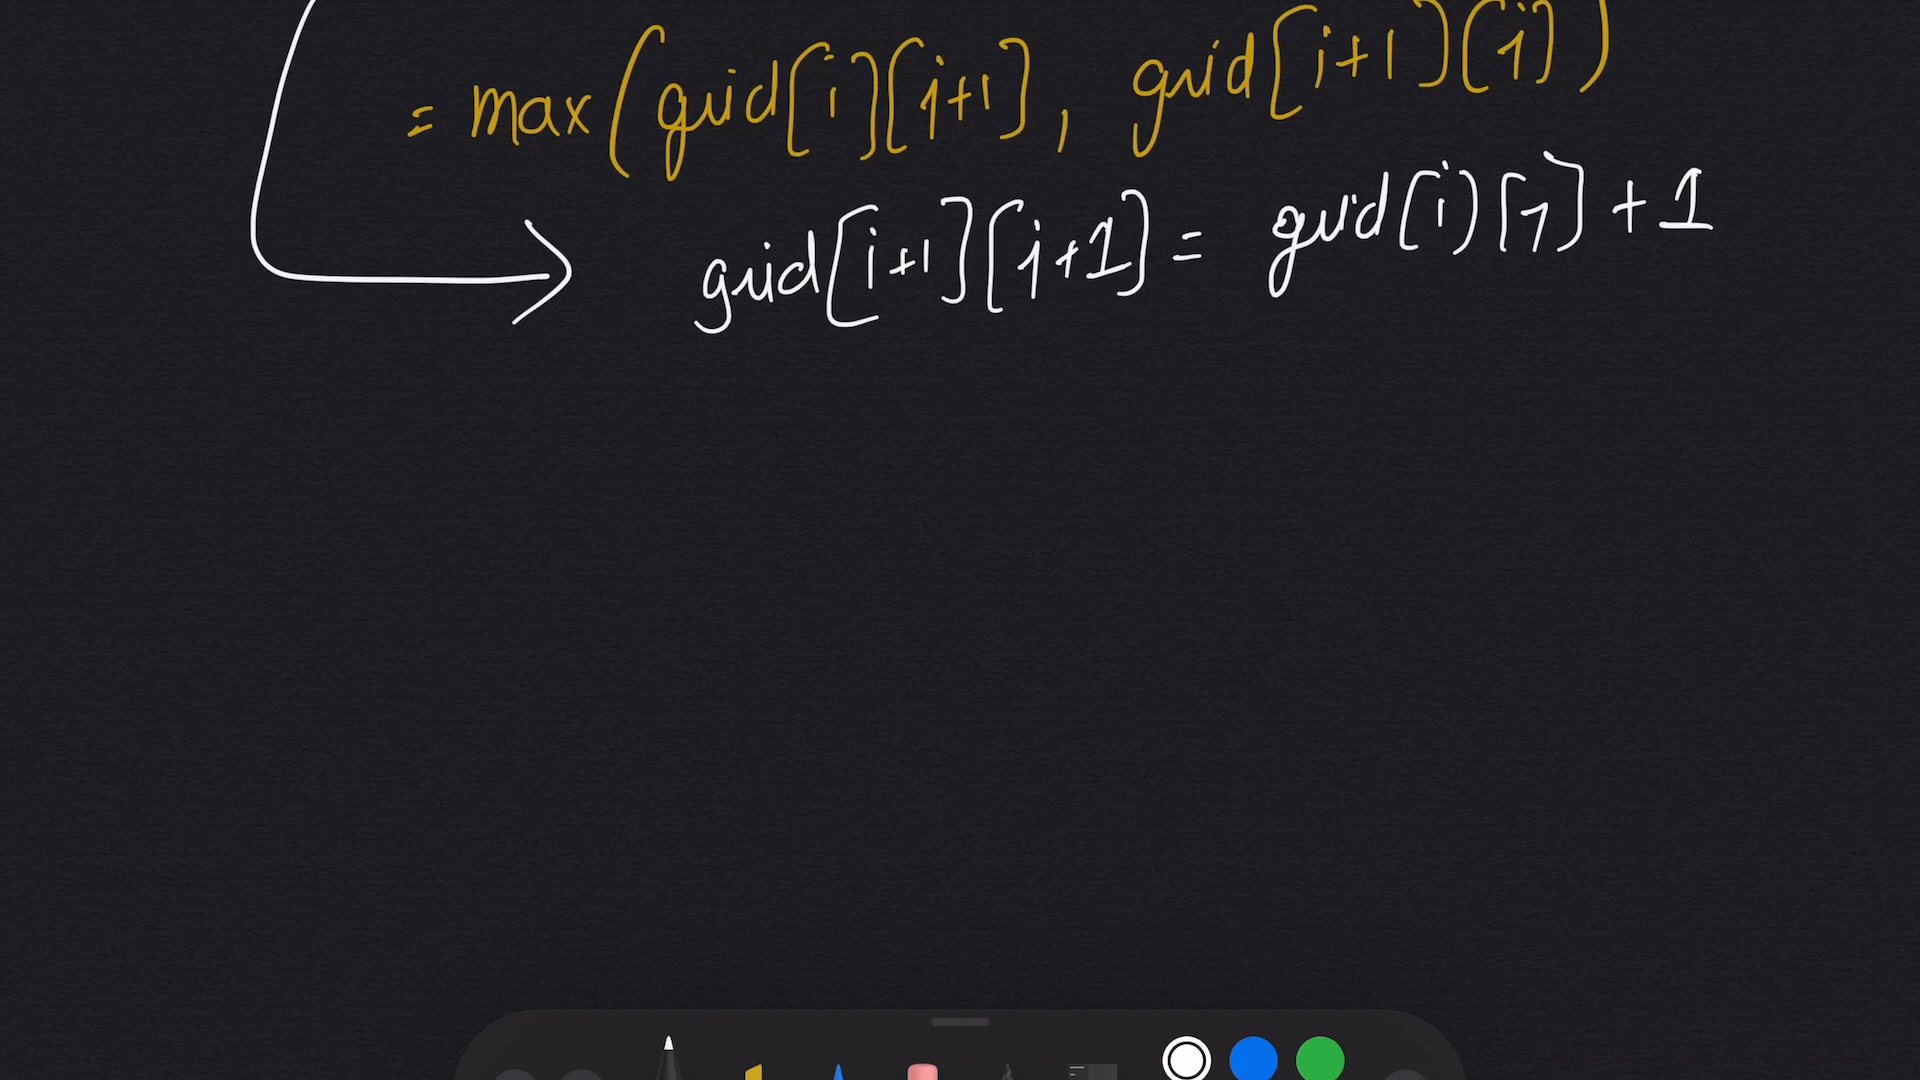 = max(grid[i][j+1], grid[i+1][j])
grid[i+1][j+1] = grid[i][j] + 1